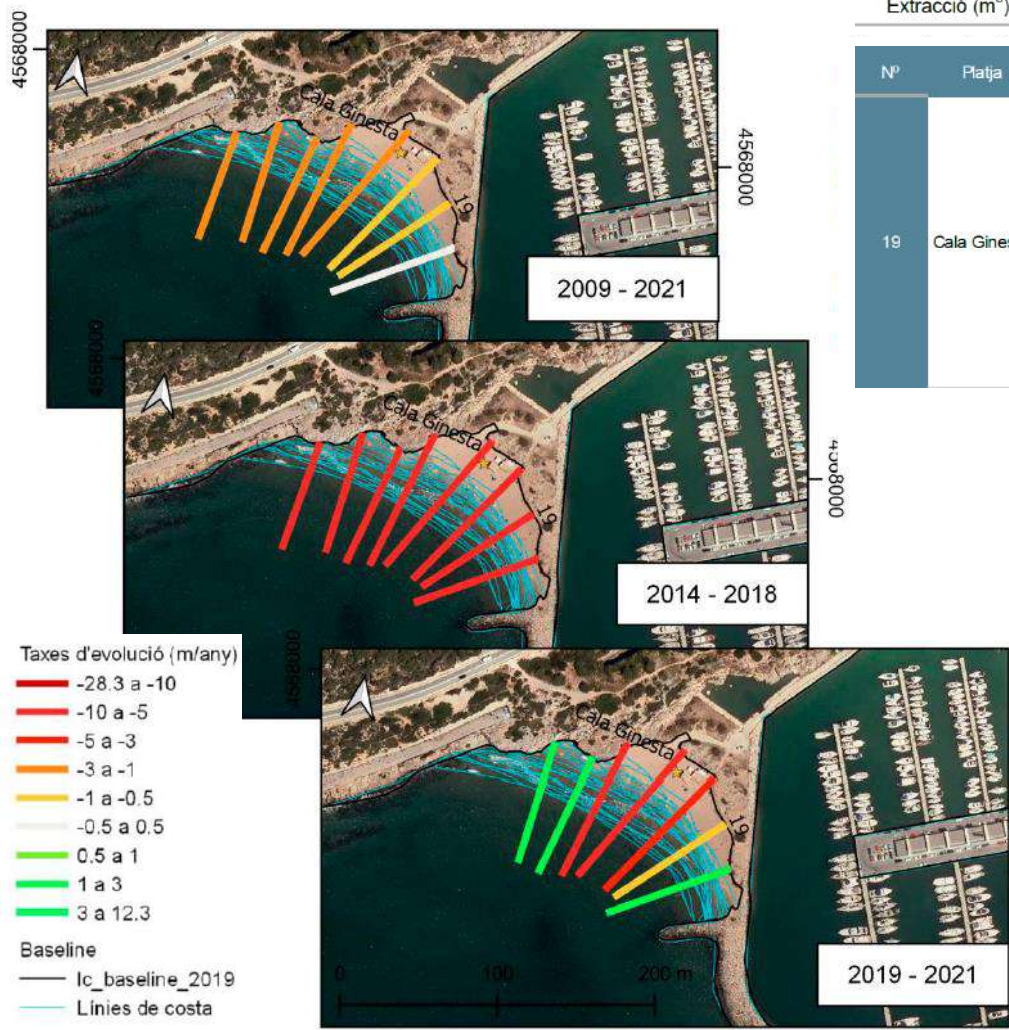 4568000
Cala Ginesta
19
4568000
2009 - 2021
Extracció (m³)
Nº Platja
19
4568000
Cala Ginesta
19
4568000
2014 - 2018
4568000
Cala Ginesta
19
2019 - 2021
0 100 200 m
Taxes d'evolució (m/any)
-28.3 a -10
-10 a -5
-5 a -3
-3 a -1
-1 a -0.5
-0.5 a 0.5
0.5 a 1
1 a 3
3 a 12.3
Baseline
lc_baseline_2019
Línies de costa